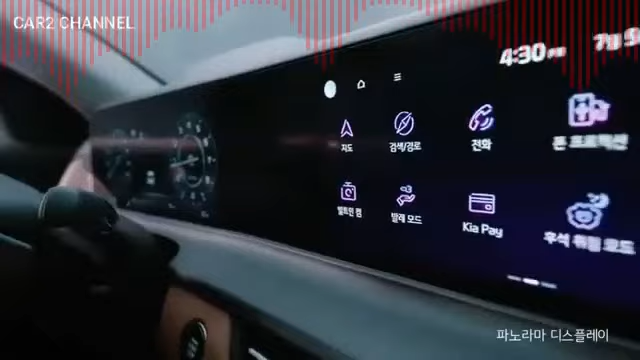 CAR2 CHANNEL
4:30 PM
지도
검색/경로
전화
폰 프로젝션
빌트인 캠
발레 모드
Kia Pay
후석 취침 모드
파노라마 디스플레이